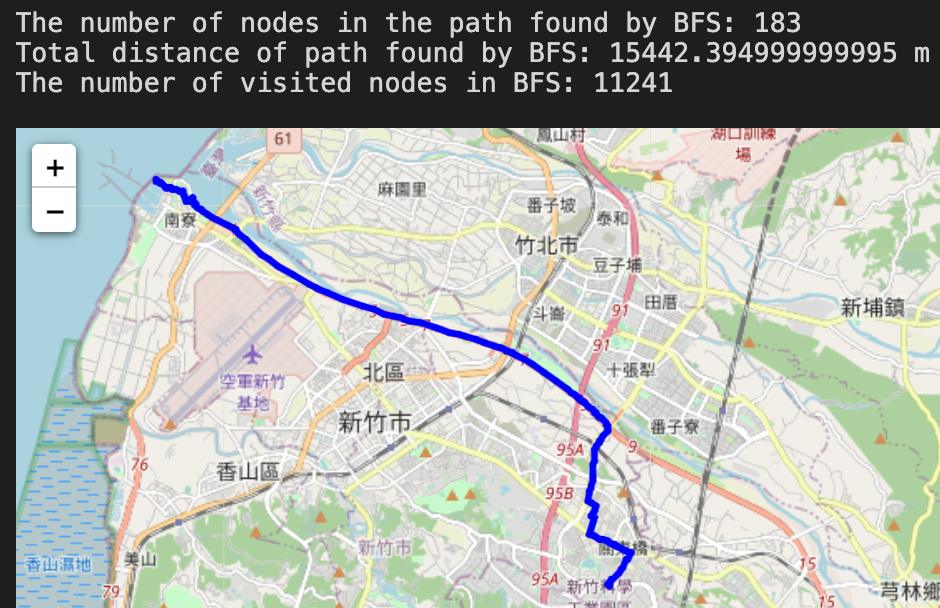 The number of nodes in the path found by BFS: 183
Total distance of path found by BFS: 15442.394999999995 m
The number of visited nodes in BFS: 11241
+
−
61
鳳山村
湖口訓練
場
麻園里
番子坡
泰和
南寮
竹北市
豆子埔
斗崙
91
田厝
新埔鎮
91
十張犁
北區
空軍新竹
基地
新竹市
番子寮
95A
9
76
香山區
95B
新竹市
香山濕地
美山
15
79
95A
新竹科學
工業園區
15
芎林鄉